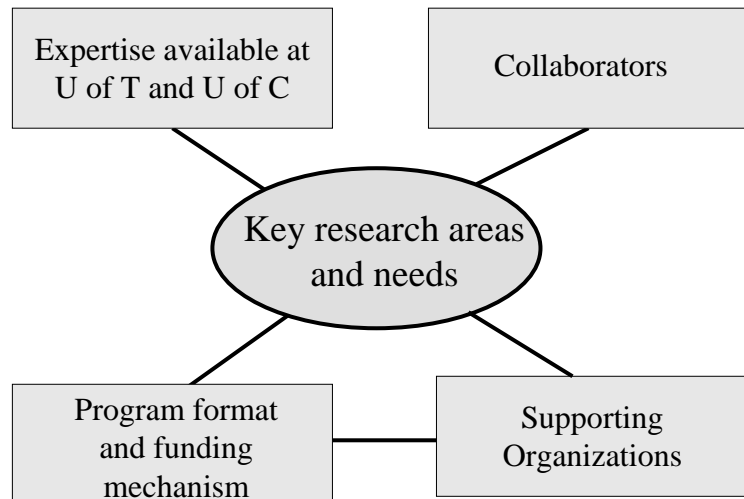 Expertise available at
U of T and U of C
Collaborators
Key research areas
and needs
Program format
and funding
mechanism
Supporting
Organizations